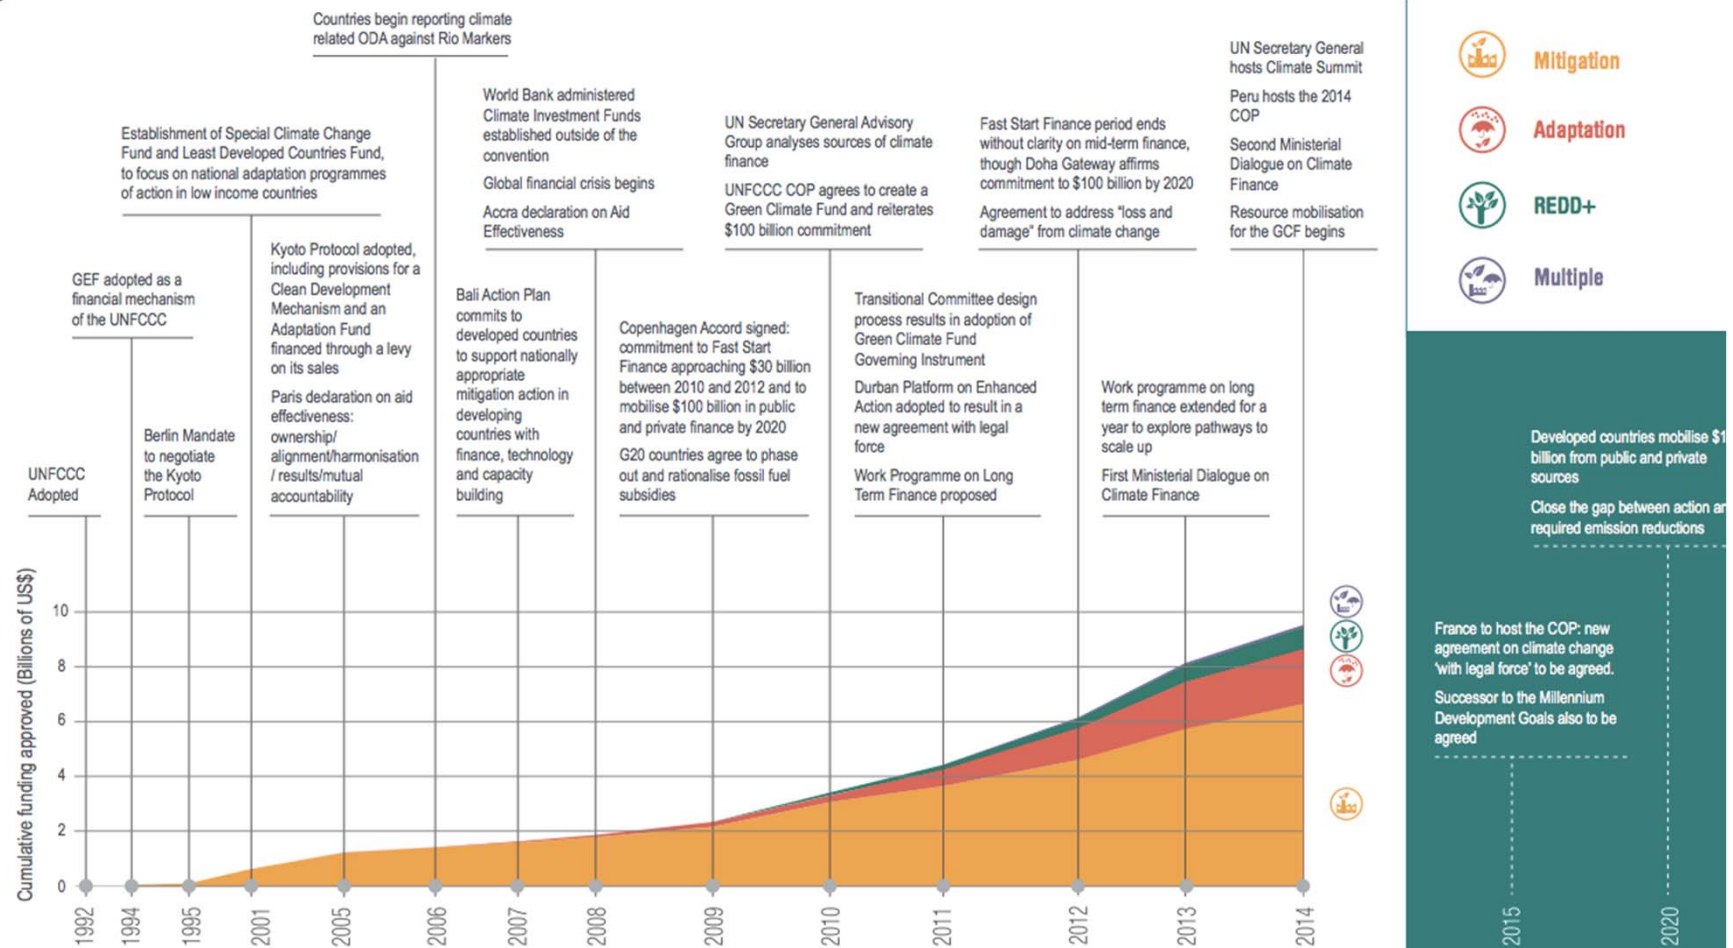 Countries begin reporting climate
related ODA against Rio Markers
Establishment of Special Climate Change
Fund and Least Developed Countries Fund,
to focus on national adaptation programmes
of action in low income countries
World Bank administered
Climate Investment Funds
established outside of the
convention
Global financial crisis begins
Accra declaration on Aid
Effectiveness
UN Secretary General Advisory
Group analyses sources of climate
finance
UNFCCC COP agrees to create a
Green Climate Fund and reiterates
$100 billion commitment
Fast Start Finance period ends
without clarity on mid-term finance,
though Doha Gateway affirms
commitment to $100 billion by 2020
Agreement to address "loss and
damage" from climate change
UN Secretary General
hosts Climate Summit
Peru hosts the 2014
COP
Second Ministerial
Dialogue on Climate
Finance
Resource mobilisation
for the GCF begins
GEF adopted as a
financial mechanism
of the UNFCCC
Kyoto Protocol adopted,
including provisions for a
Clean Development
Mechanism and an
Adaptation Fund
financed through a levy
on its sales
Paris declaration on aid
effectiveness:
ownership/
alignment/harmonisation
/ results/mutual
accountability
UNFCCC
Adopted
Berlin Mandate
to negotiate
the Kyoto
Protocol
Bali Action Plan
commits to
developed countries
to support nationally
appropriate
mitigation action in
developing
countries with
finance, technology
and capacity
building
Copenhagen Accord signed:
commitment to Fast Start
Finance approaching $30 billion
between 2010 and 2012 and to
mobilise $100 billion in public
and private finance by 2020
G20 countries agree to phase
out and rationalise fossil fuel
subsidies
Transitional Committee design
process results in adoption of
Green Climate Fund
Governing Instrument
Durban Platform on Enhanced
Action adopted to result in a
new agreement with legal
force
Work Programme on Long
Term Finance proposed
Work programme on long
term finance extended for a
year to explore pathways to
scale up
First Ministerial Dialogue on
Climate Finance
Cumulative funding approved (Billions of US$)
10
8
6
4
2
0
1992
1994
1995
2001
2005
2006
2007
2008
2009
2010
2011
2012
2013
2014
Mitigation
Adaptation
REDD+
Multiple
Developed countries mobilise $1
billion from public and private
sources
Close the gap between action
required emission reductions
France to host the COP: new
agreement on climate change
'with legal force' to be agreed.
Successor to the Millennium
Development Goals also to be
agreed
2015
2020